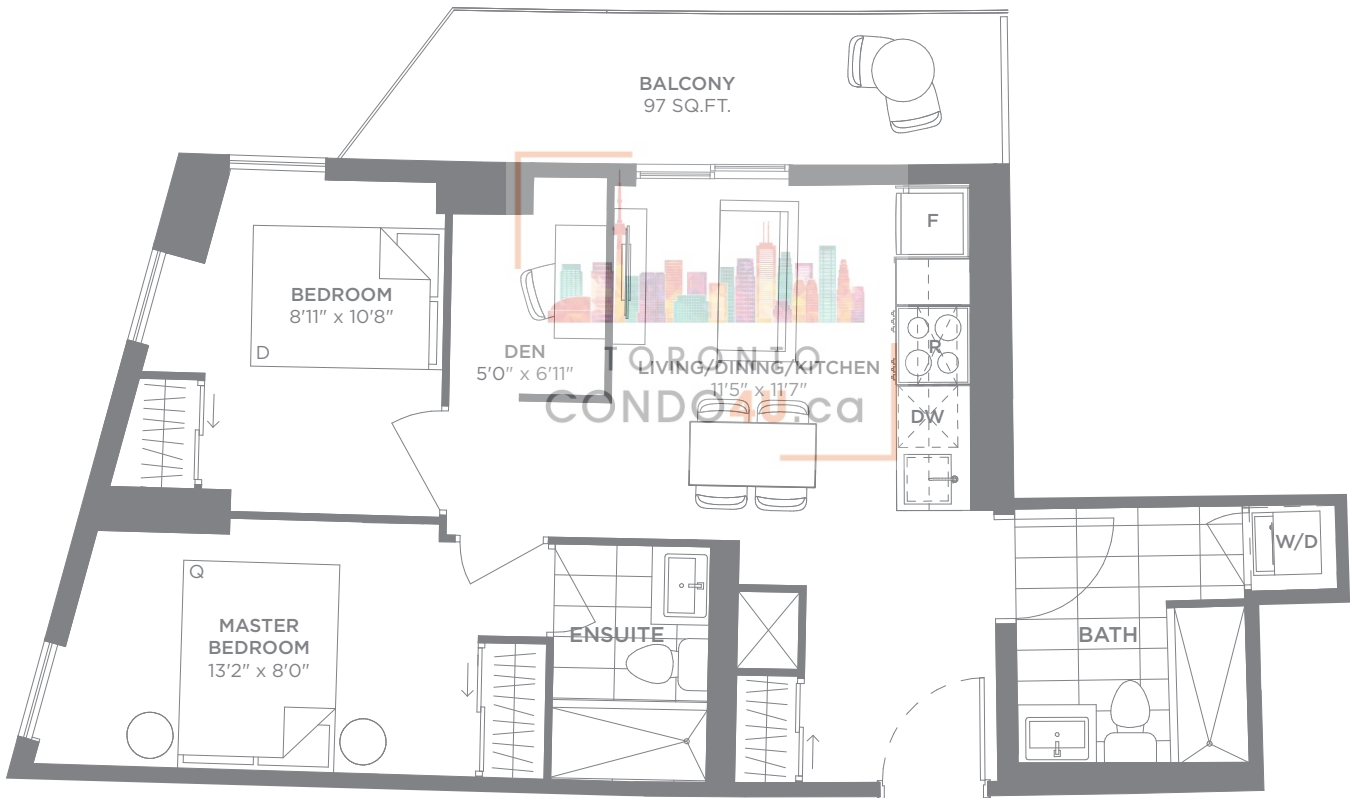 BALCONY
97 SQ.FT.
F
BEDROOM
8'11" x 10'8"
D
DEN
5'0" x 6'11"
TORONTO
LIVING/DINING/KITCHEN
11'5" x 11'7"
CONDO4U.ca
R
DW
W/D
Q
MASTER
BEDROOM
13'2" x 8'0"
ENSUITE
BATH